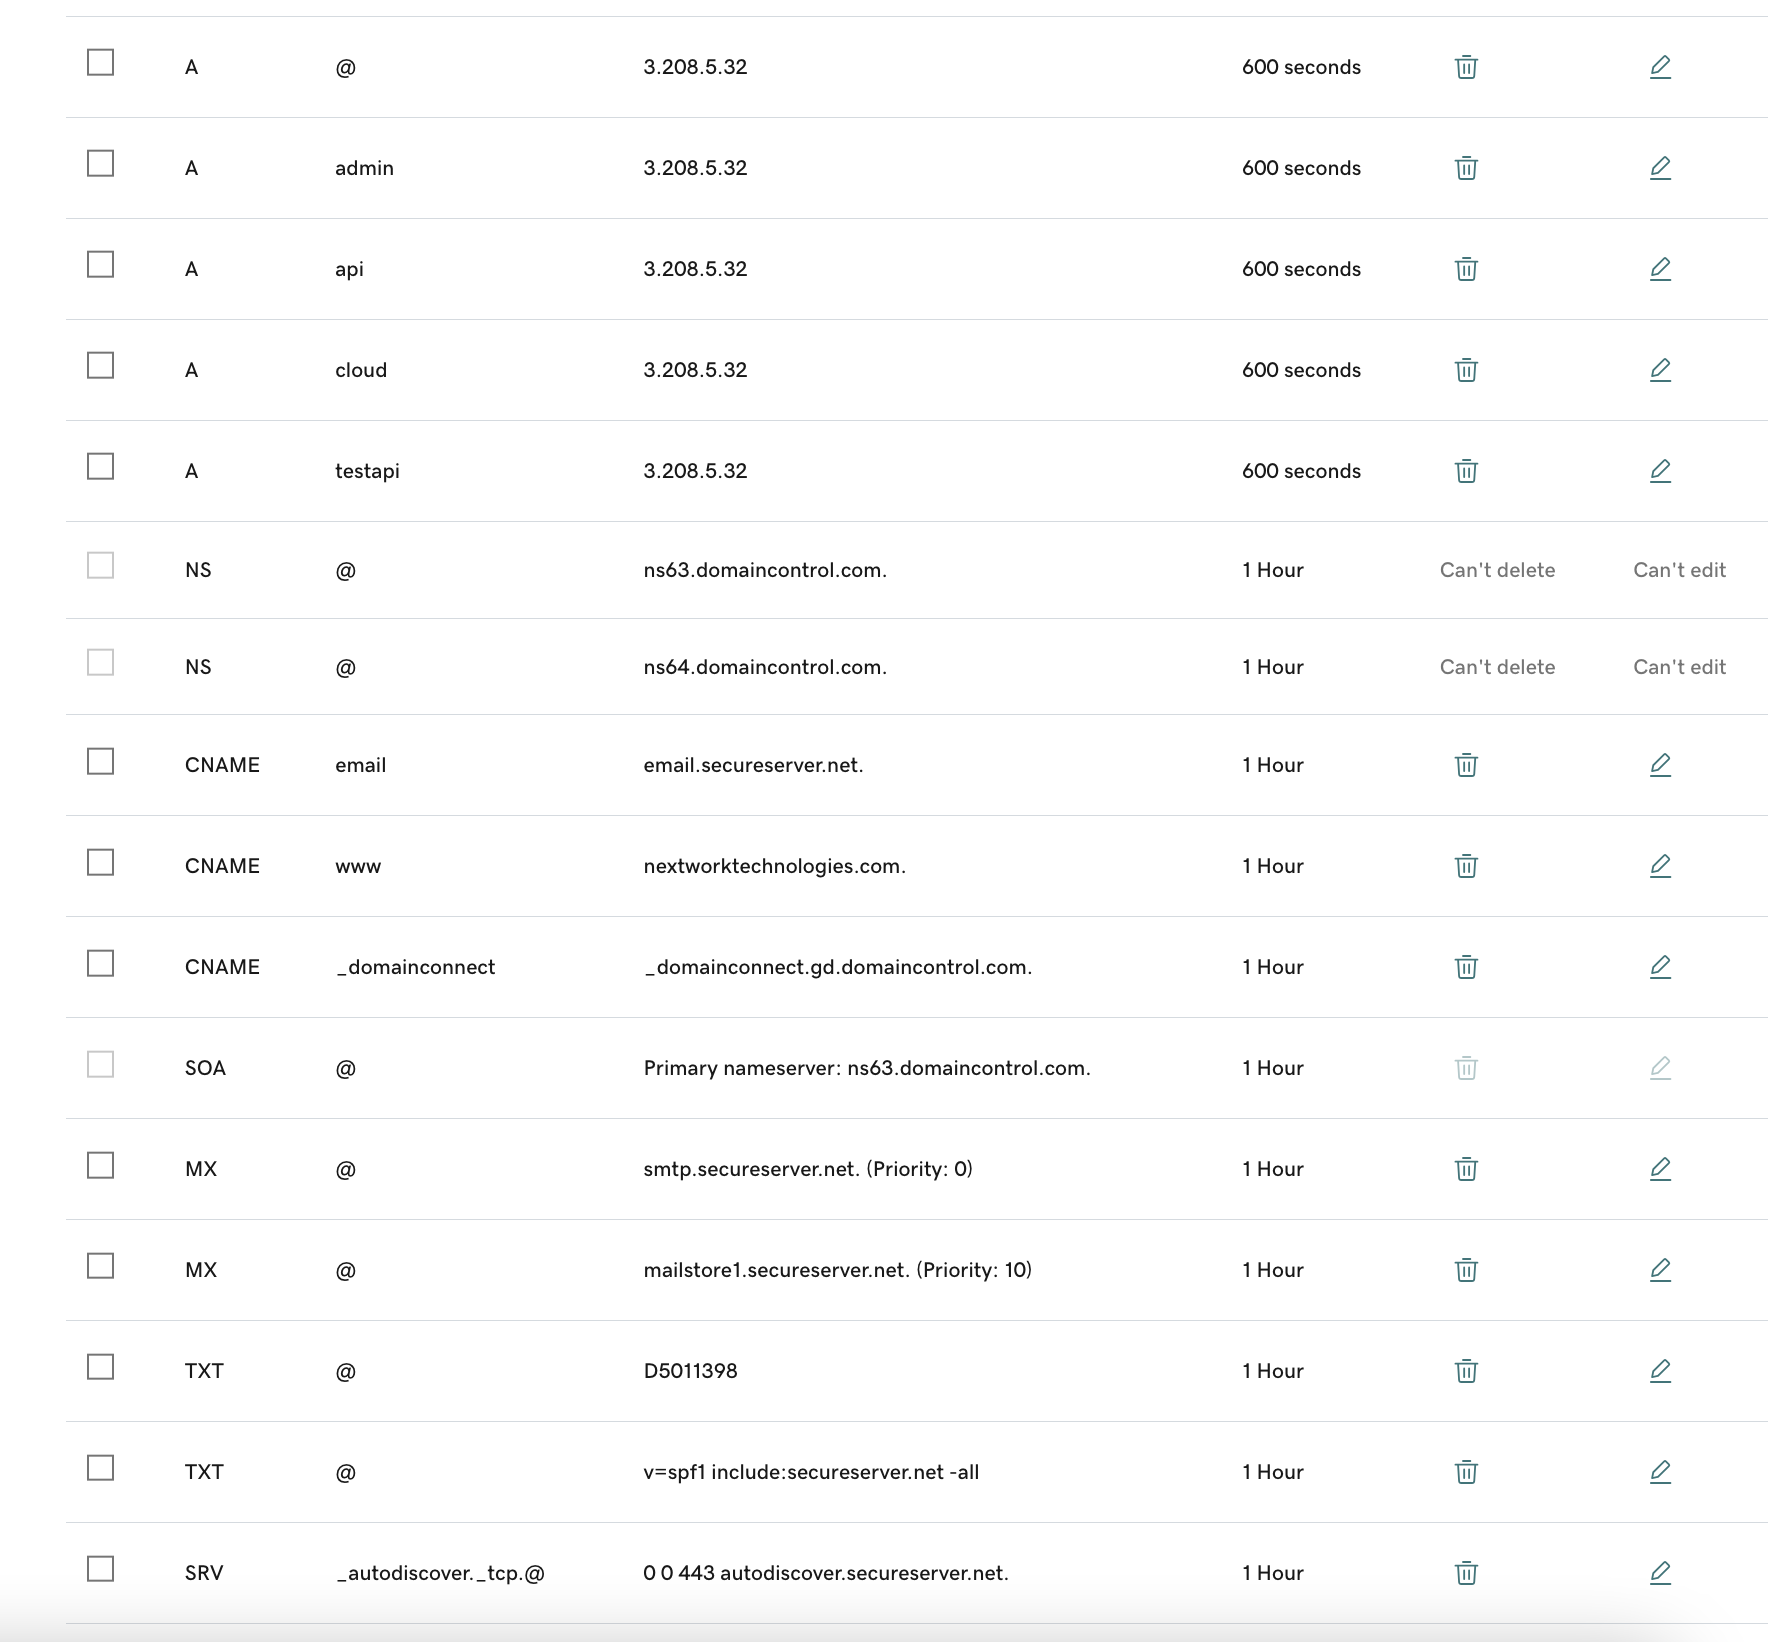 A @ 3.208.5.32 600 seconds
A admin 3.208.5.32 600 seconds
A api 3.208.5.32 600 seconds
A cloud 3.208.5.32 600 seconds
A testapi 3.208.5.32 600 seconds
NS @ ns63.domaincontrol.com. 1 Hour Can't delete Can't edit
NS @ ns64.domaincontrol.com. 1 Hour Can't delete Can't edit
CNAME email email.secureserver.net. 1 Hour
CNAME www nextworktechnologies.com. 1 Hour
CNAME _domainconnect _domainconnect.gd.domaincontrol.com. 1 Hour
SOA @ Primary nameserver: ns63.domaincontrol.com. 1 Hour
MX @ smtp.secureserver.net. (Priority: 0) 1 Hour
MX @ mailstore1.secureserver.net. (Priority: 10) 1 Hour
TXT @ D5011398 1 Hour
TXT @ v=spf1 include:secureserver.net -all 1 Hour
SRV _autodiscover._tcp.@ 0 0 443 autodiscover.secureserver.net. 1 Hour